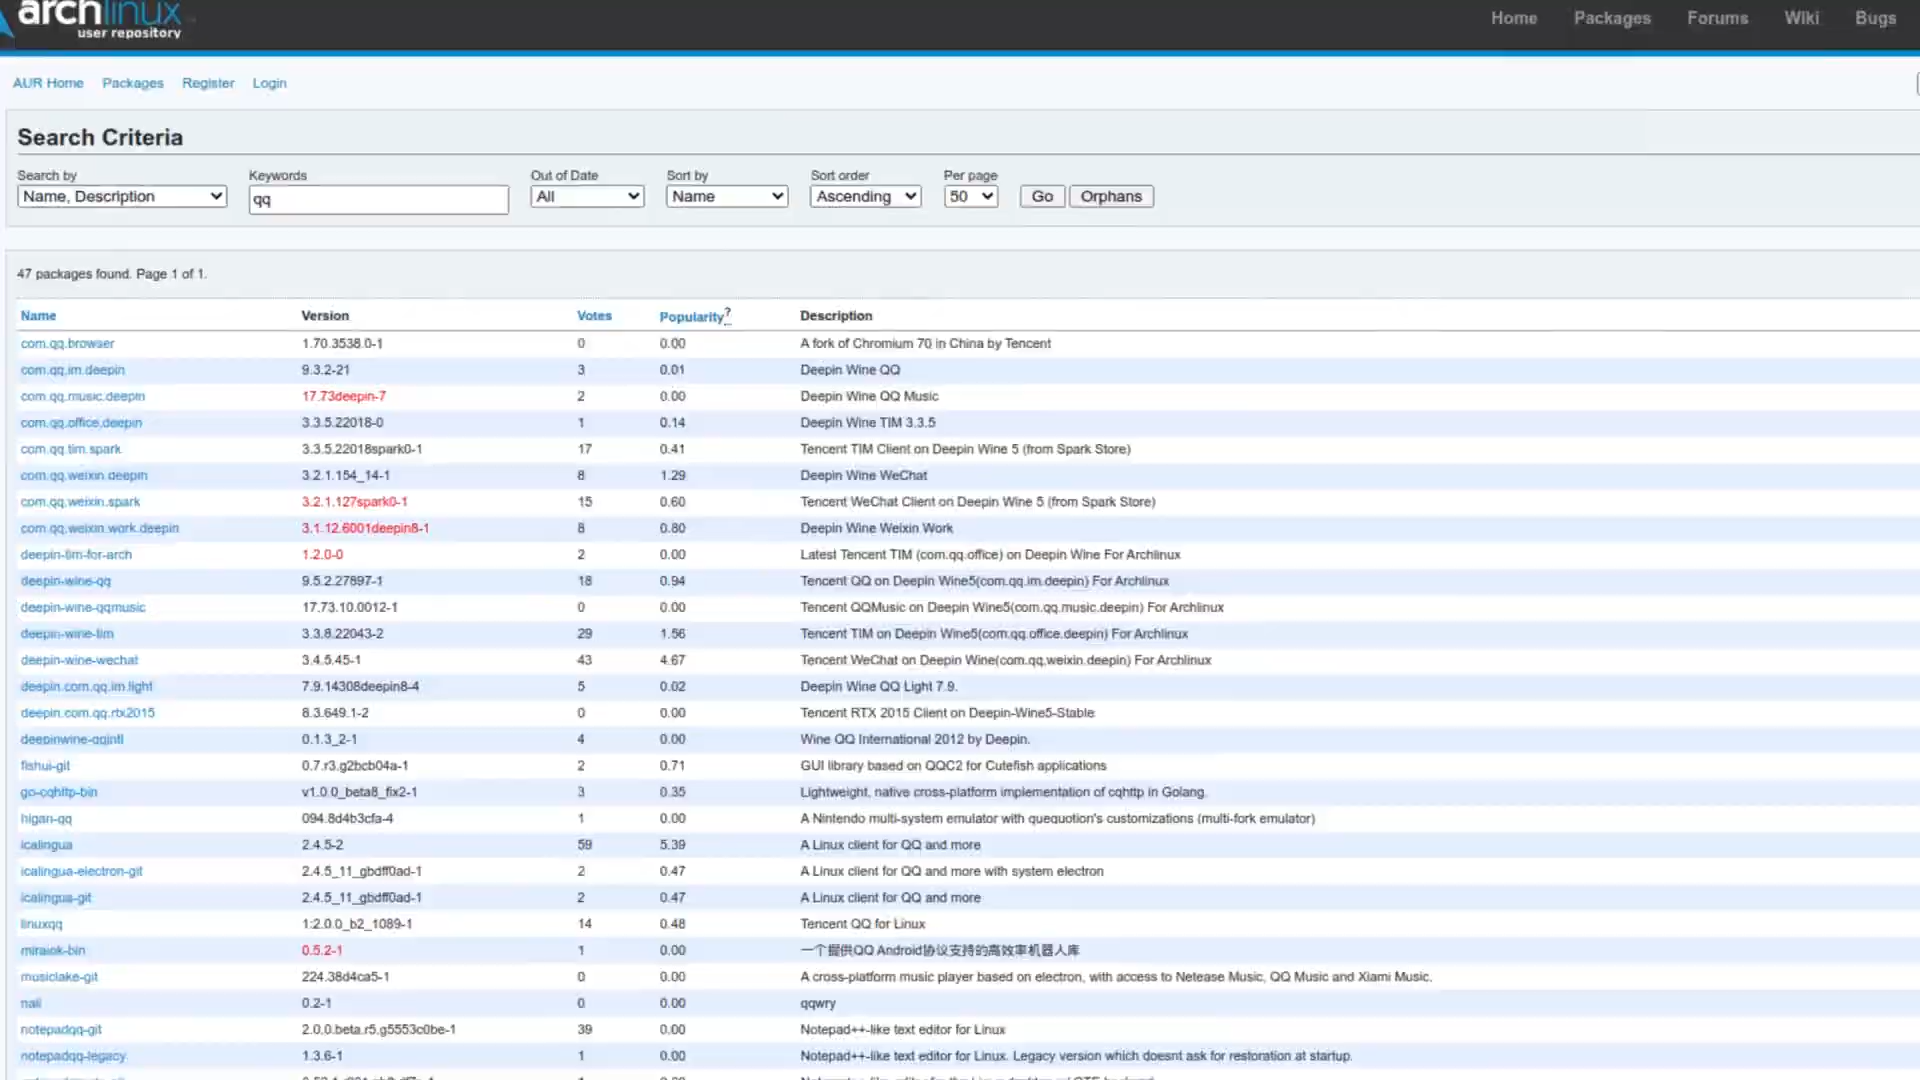 archlinux
user repository
Home Packages Forums Wiki Bugs
AUR Home Packages Register Login
Search Criteria
Search by Keywords Out of Date Sort by Sort order Per page
Name, Description qq All Name Ascending 50 Go Orphans
47 packages found. Page 1 of 1.
Name Version Votes Popularity? Description
com.qq.browser 1.70.3538.0-1 0 0.00 A fork of Chromium 70 in China by Tencent
com.qq.im.deepin 9.3.2-21 3 0.01 Deepin Wine QQ
com.qq.music.deepin 17.73deepin-7 2 0.00 Deepin Wine QQ Music
com.qq.office.deepin 3.3.5.22018-0 1 0.14 Deepin Wine TIM 3.3.5
com.qq.tim.spark 3.3.5.22018spark0-1 17 0.41 Tencent TIM Client on Deepin Wine 5 (from Spark Store)
com.qq.weixin.deepin 3.2.1.154_14-1 8 1.29 Deepin Wine WeChat
com.qq.weixin.spark 3.2.1.127spark0-1 15 0.60 Tencent WeChat Client on Deepin Wine 5 (from Spark Store)
com.qq.weixin.work.deepin 3.1.12.6001deepin8-1 8 0.80 Deepin Wine Weixin Work
deepin-tim-for-arch 1.2.0-0 2 0.00 Latest Tencent TIM (com.qq.office) on Deepin Wine For Archlinux
deepin-wine-qq 9.5.2.27897-1 18 0.94 Tencent QQ on Deepin Wine5(com.qq.im.deepin) For Archlinux
deepin-wine-qqmusic 17.73.10.0012-1 0 0.00 Tencent QQMusic on Deepin Wine5(com.qq.music.deepin) For Archlinux
deepin-wine-tim 3.3.8.22043-2 29 1.56 Tencent TIM on Deepin Wine5(com.qq.office.deepin) For Archlinux
deepin-wine-wechat 3.4.5.45-1 43 4.67 Tencent WeChat on Deepin Wine(com.qq.weixin.deepin) For Archlinux
deepin.com.qq.im.light 7.9.14308deepin8-4 5 0.02 Deepin Wine QQ Light 7.9.
deepin.com.qq.rtx2015 8.3.649.1-2 0 0.00 Tencent RTX 2015 Client on Deepin-Wine5-Stable
deepinwine-qqintl 0.1.3_2-1 4 0.00 Wine QQ International 2012 by Deepin.
fishui-git 0.7.r3.g2bcb04a-1 2 0.71 GUI library based on QQC2 for Cutefish applications
go-cqhttp-bin v1.0.0_beta8_fix2-1 3 0.35 Lightweight, native cross-platform implementation of cqhttp in Golang.
higan-qq 094.8d4b3cfa-4 1 0.00 A Nintendo multi-system emulator with quequotion's customizations (multi-fork emulator)
icalingua 2.4.5-2 59 5.39 A Linux client for QQ and more
icalingua-electron-git 2.4.5_11_gbdff0ad-1 2 0.47 A Linux client for QQ and more with system electron
icalingua-git 2.4.5_11_gbdff0ad-1 2 0.47 A Linux client for QQ and more
linuxqq 1:2.0.0_b2_1089-1 14 0.48 Tencent QQ for Linux
miraiok-bin 0.5.2-1 1 0.00 一个提供QQ Android协议支持的高效率机器人库
musiclake-git 224.38d4ca5-1 0 0.00 A cross-platform music player based on electron, with access to Netease Music, QQ Music and Xiami Music.
nali 0.2-1 0 0.00 qqwry
notepadqq-git 2.0.0.beta.r5.g5553c0be-1 39 0.00 Notepad++-like text editor for Linux
notepadqq-legacy 1.3.6-1 1 0.00 Notepad++-like text editor for Linux. Legacy version which doesnt ask for restoration at startup.